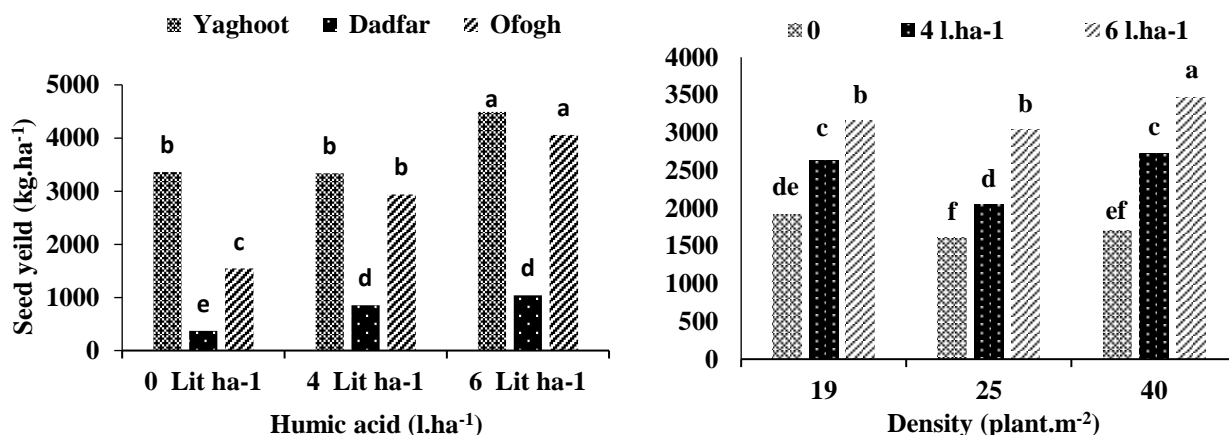 Yaghoot Dadfar Ofogh
Seed yeild (kg.ha-1)
5000
4000
3000
2000
1000
0
b e c b d b a d a
0 Lit ha-1 4 Lit ha-1 6 Lit ha-1
Humic acid (l.ha-1)
0 4 l.ha-1 6 l.ha-1
4000
3500
3000
2500
2000
1500
1000
500
0
de c b f d b ef c a
19 25 40
Density (plant.m-2)